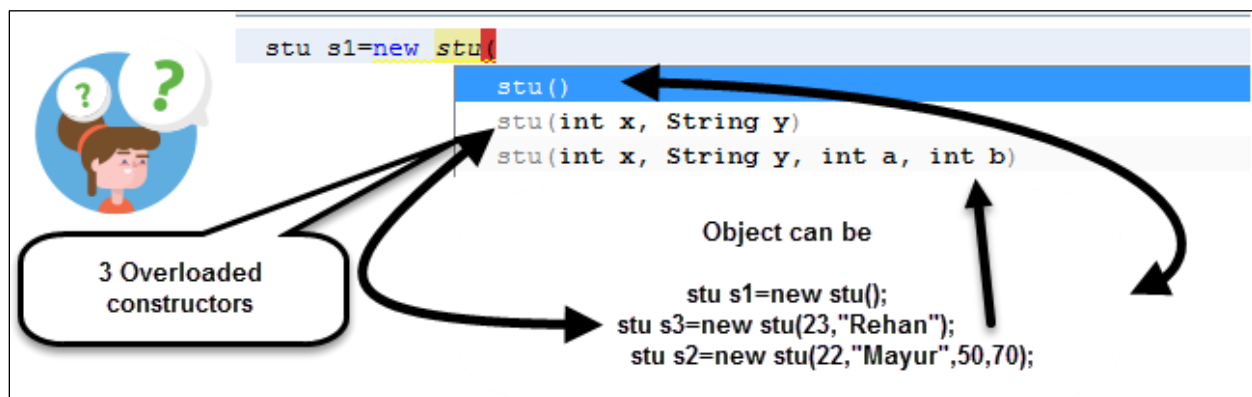 ? ?
stu s1=new stu(
stu()
stu(int x, String y)
stu(int x, String y, int a, int b)
3 Overloaded
constructors
Object can be
stu s1=new stu();
stu s3=new stu(23,"Rehan");
stu s2=new stu(22,"Mayur",50,70);